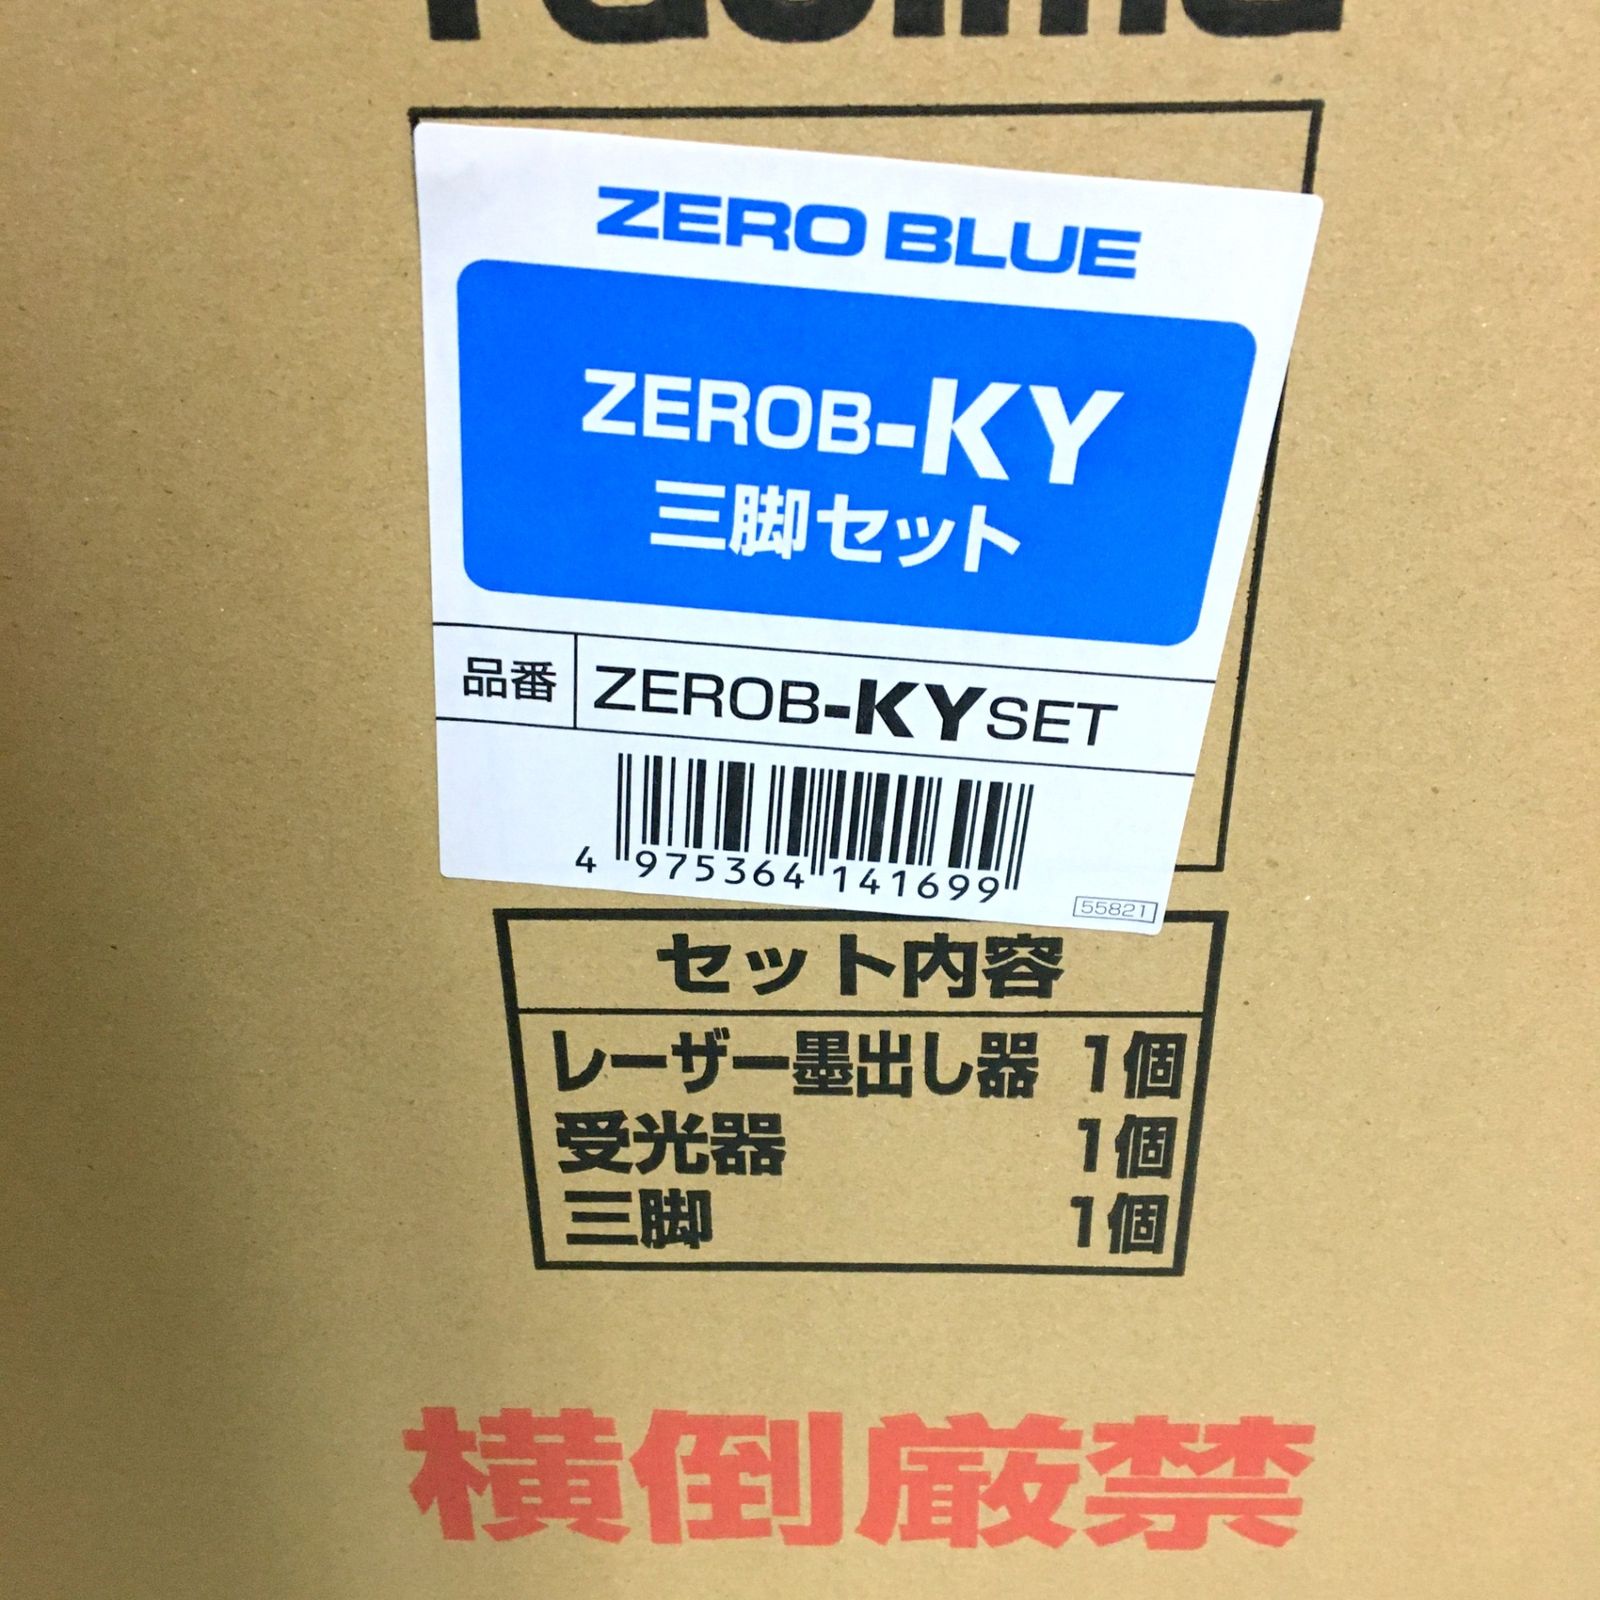 ZERO BLUE
ZEROB-KY
三脚セット
品番 ZEROB-KYSET
4 975364 141699
55821
セット内容
レーザー墨出し器 1個
受光器 1個
三脚 1個
横倒厳禁